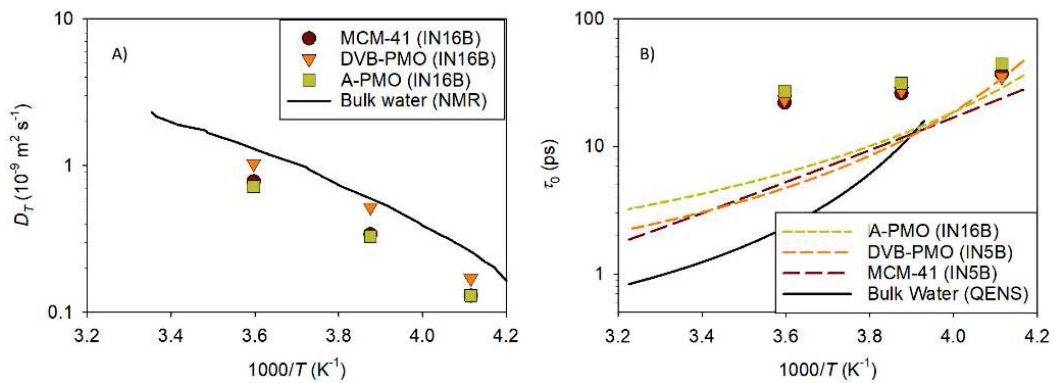 A)
MCM-41 (IN16B)
DVB-PMO (IN16B)
A-PMO (IN16B)
Bulk water (NMR)
10
1
0.1
D_T (10⁻⁹ m² s⁻¹)
3.2 3.4 3.6 3.8 4.0 4.2
1000/T (K⁻¹)
B)
100
10
1
τ₀ (ps)
A-PMO (IN16B)
DVB-PMO (IN5B)
MCM-41 (IN5B)
Bulk Water (QENS)
3.2 3.4 3.6 3.8 4.0 4.2
1000/T (K⁻¹)